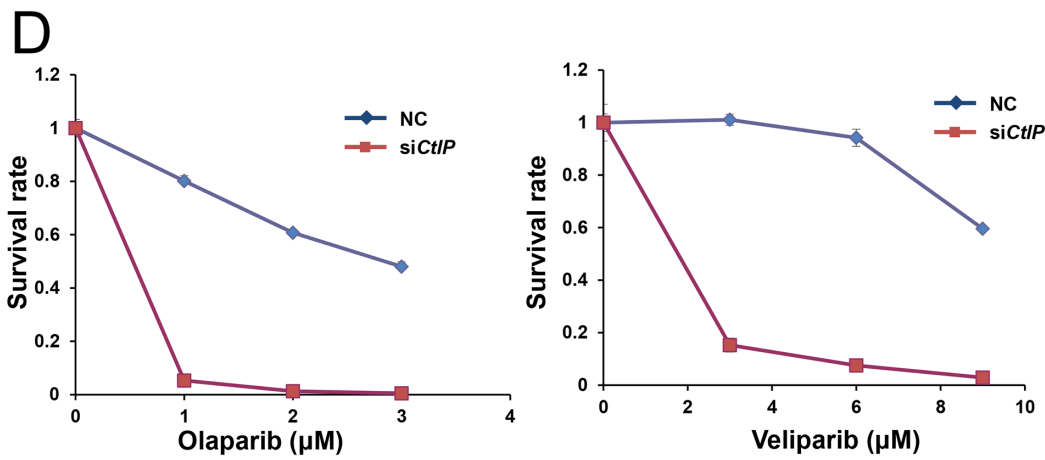 D
1.2
1
0.8
0.6
0.4
0.2
0
0 1 2 3 4
Survival rate
Olaparib (µM)
NC
siCtIP
1.2
1
0.8
0.6
0.4
0.2
0
0 2 4 6 8 10
Survival rate
Veliparib (µM)
NC
siCtIP